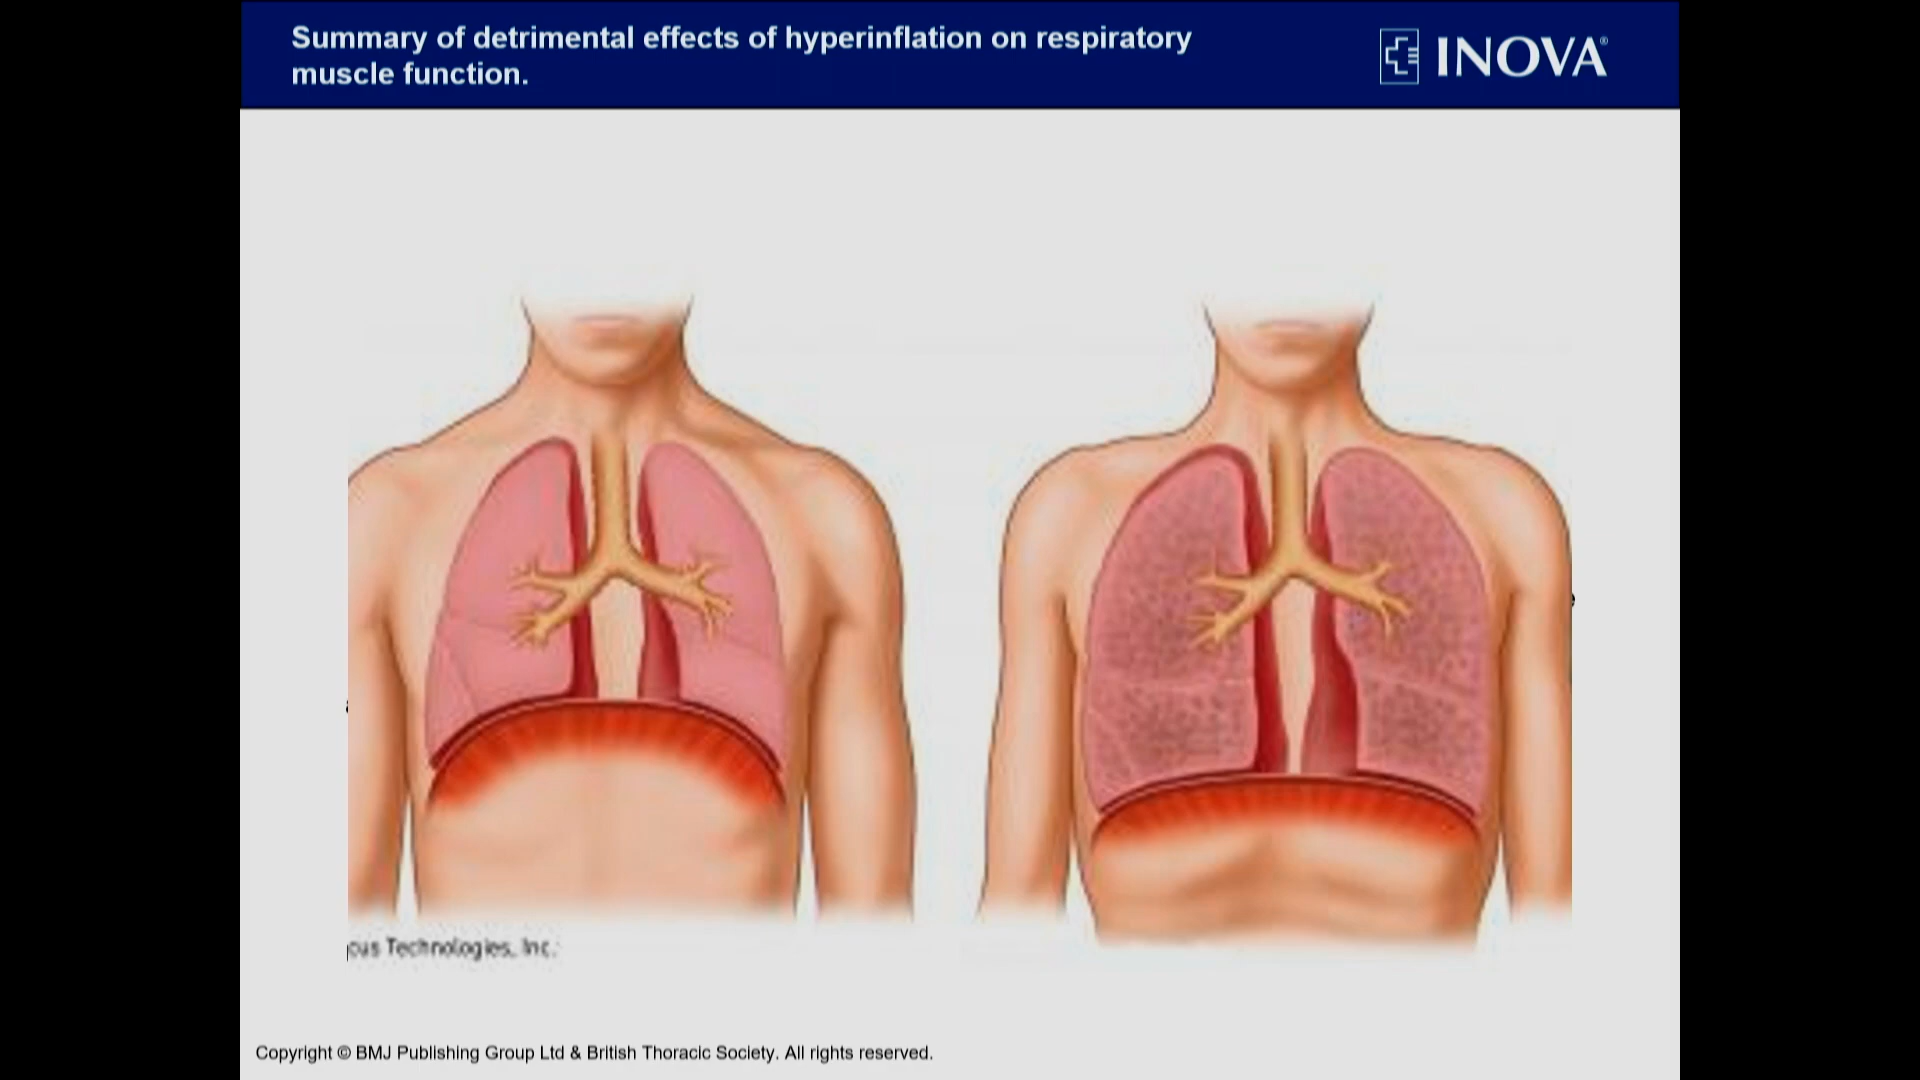 Summary of detrimental effects of hyperinflation on respiratory
muscle function.
INOVA®
Technologies, Inc.
Copyright © BMJ Publishing Group Ltd & British Thoracic Society. All rights reserved.